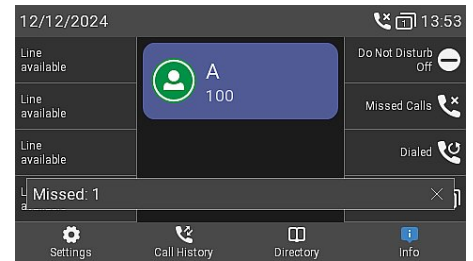 12/12/2024
1 13:53
Line
available
A
100
Do Not Disturb
Off
Line
available
Missed Calls
Line
available
Dialed
Missed: 1
Settings
Call History
Directory
Info